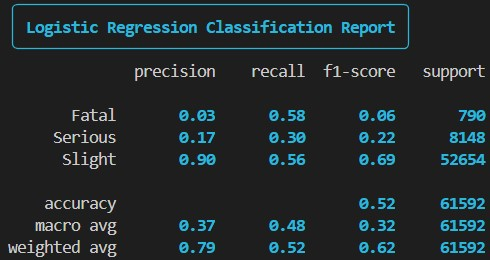 Logistic Regression Classification Report
precision recall f1-score support
Fatal 0.03 0.58 0.06 790
Serious 0.17 0.30 0.22 8148
Slight 0.90 0.56 0.69 52654
accuracy 0.52 61592
macro avg 0.37 0.48 0.32 61592
weighted avg 0.79 0.52 0.62 61592